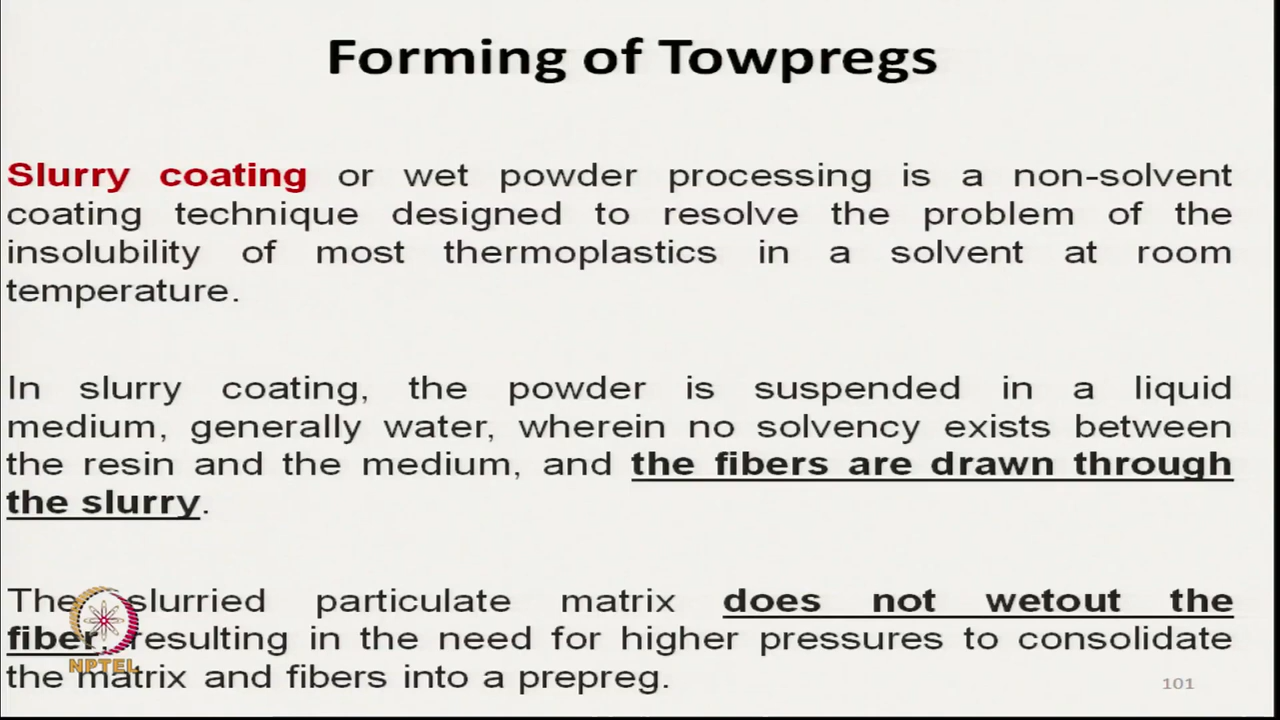 Forming of Towpregs
Slurry coating or wet powder processing is a non-solvent
coating technique designed to resolve the problem of the
insolubility of most thermoplastics in a solvent at room
temperature.
In slurry coating, the powder is suspended in a liquid
medium, generally water, wherein no solvency exists between
the resin and the medium, and the fibers are drawn through
the slurry.
The slurried particulate matrix does not wetout the
fiber resulting in the need for higher pressures to consolidate
the matrix and fibers into a prepreg.
NPTEL
101